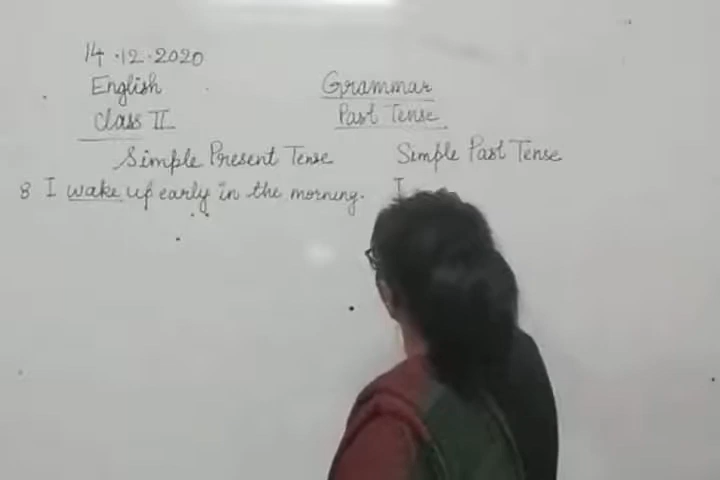 14.12.2020
English Grammar
Class II Past Tense
Simple Present Tense Simple Past Tense
8 I wake up early in the morning. I